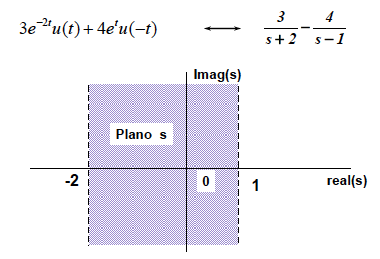 3e^{-2t}u(t) + 4e^{t}u(-t) ⟷ 3/(s+2) - 4/(s-1)
Imag(s)
Plano s
-2 0 1 real(s)